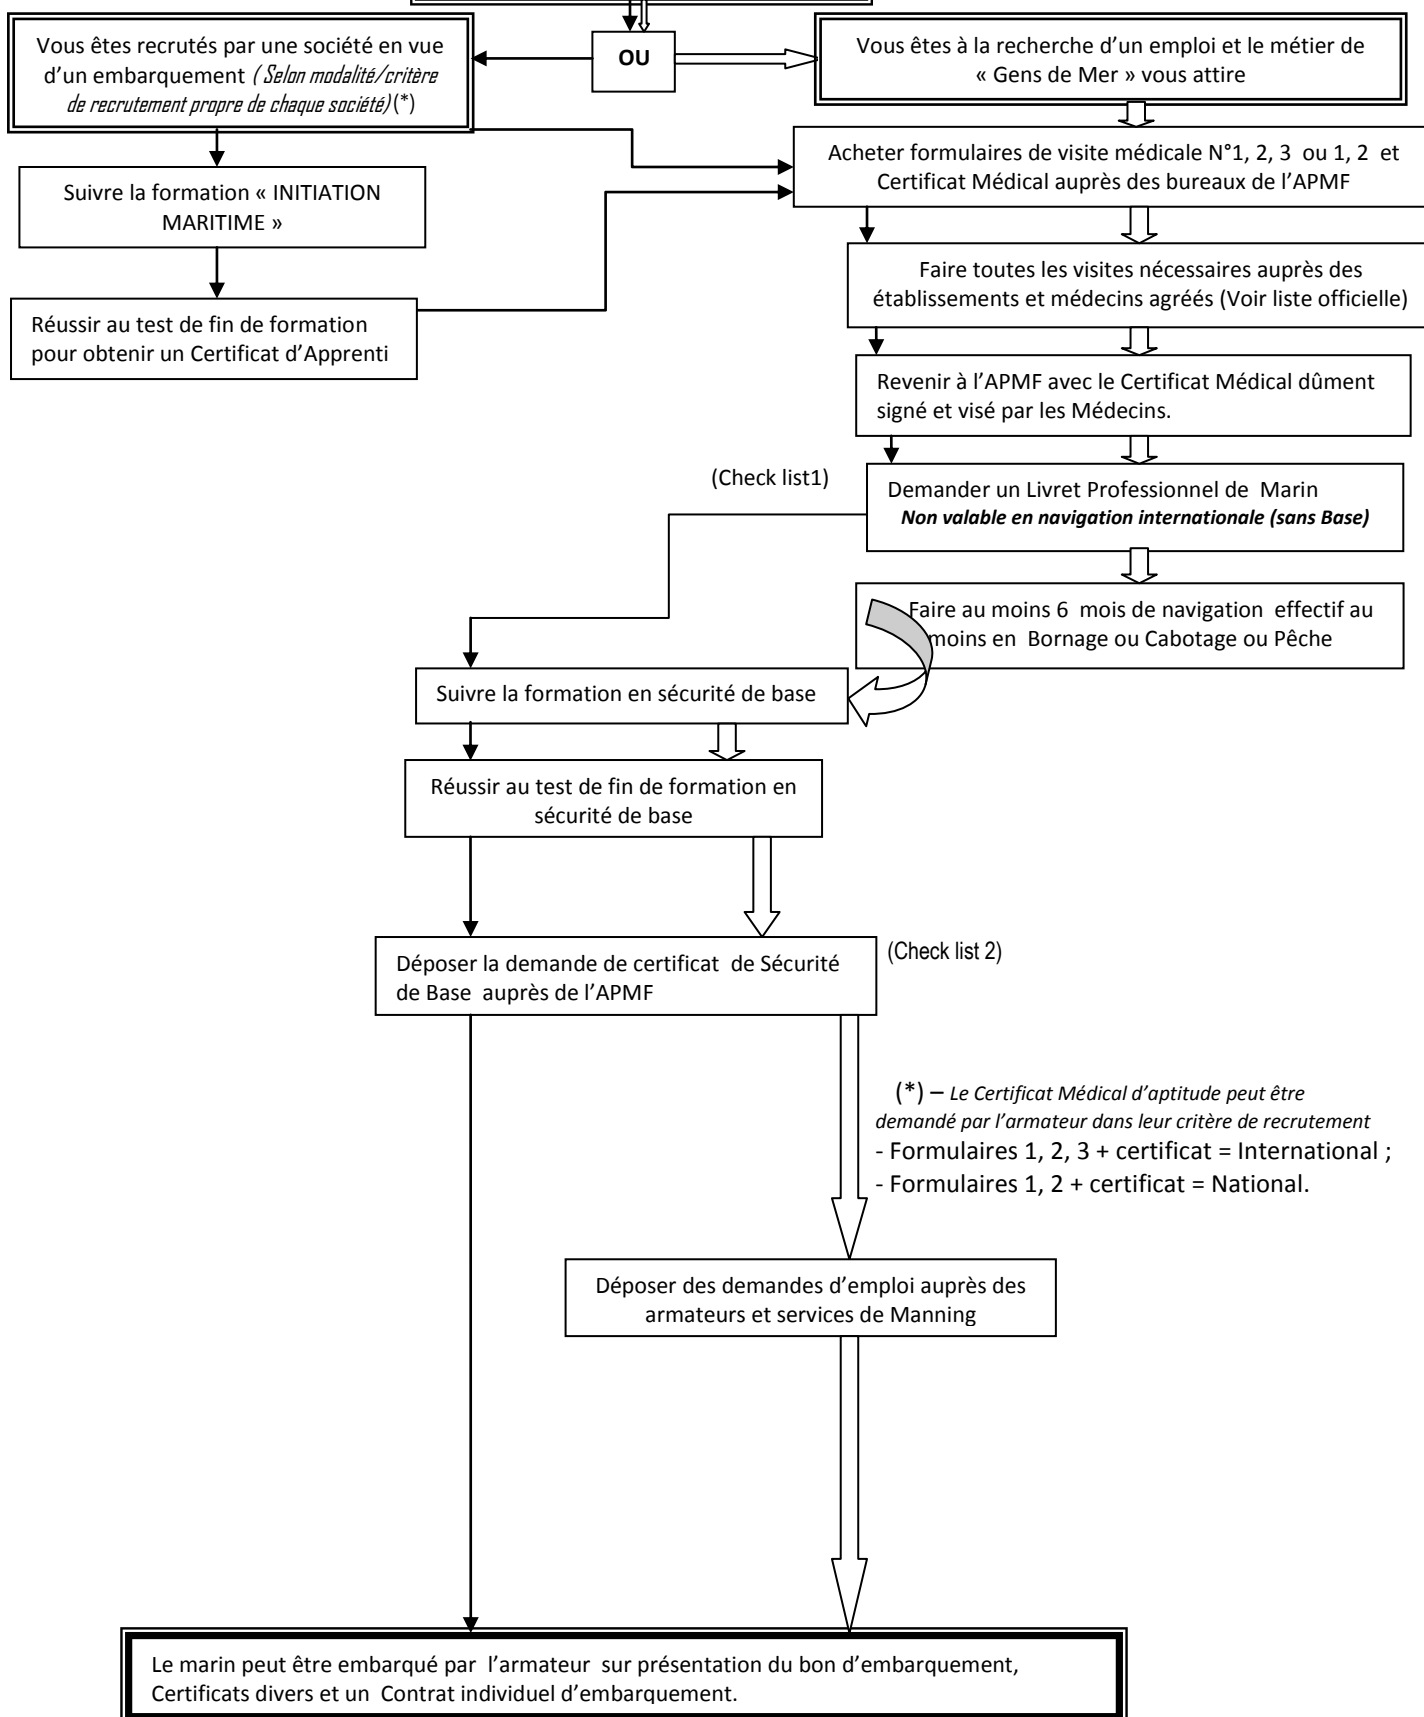 Vous êtes recrutés par une société en vue
d’un embarquement ( Selon modalité/critère
de recrutement propre de chaque société)(*)
OU
Vous êtes à la recherche d’un emploi et le métier de
« Gens de Mer » vous attire
Suivre la formation « INITIATION
MARITIME »
Réussir au test de fin de formation
pour obtenir un Certificat d’Apprenti
Acheter formulaires de visite médicale N°1, 2, 3 ou 1, 2 et
Certificat Médical auprès des bureaux de l’APMF
Faire toutes les visites nécessaires auprès des
établissements et médecins agréés (Voir liste officielle)
Revenir à l’APMF avec le Certificat Médical dûment
signé et visé par les Médecins.
(Check list1)
Demander un Livret Professionnel de Marin
Non valable en navigation internationale (sans Base)
Faire au moins 6 mois de navigation effectif au
moins en Bornage ou Cabotage ou Pêche
Suivre la formation en sécurité de base
Réussir au test de fin de formation en
sécurité de base
Déposer la demande de certificat de Sécurité
de Base auprès de l’APMF
(Check list 2)
(*) – Le Certificat Médical d’aptitude peut être
demandé par l’armateur dans leur critère de recrutement
- Formulaires 1, 2, 3 + certificat = International ;
- Formulaires 1, 2 + certificat = National.
Déposer des demandes d’emploi auprès des
armateurs et services de Manning
Le marin peut être embarqué par l’armateur sur présentation du bon d’embarquement,
Certificats divers et un Contrat individuel d’embarquement.